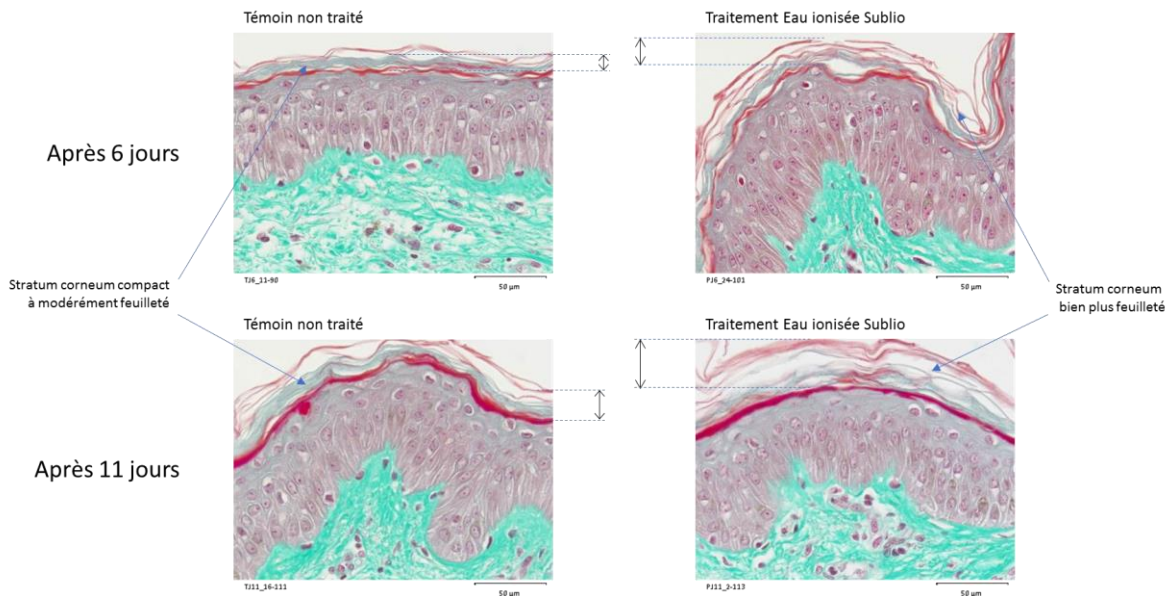 Témoin non traité
Traitement Eau ionisée Sublio
Après 6 jours
TJ6_11-90
50 µm
PJ6_24-101
50 µm
Stratum corneum compact
à modérément feuilleté
Stratum corneum
bien plus feuilleté
Témoin non traité
Traitement Eau ionisée Sublio
Après 11 jours
TJ11_16-111
50 µm
PJ11_2-113
50 µm